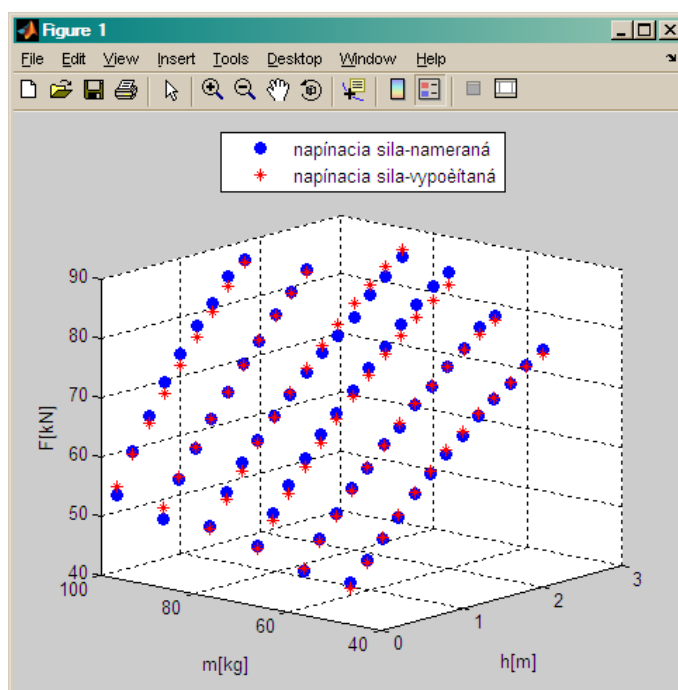 Figure 1
File Edit View Insert Tools Desktop Window Help
napínacia sila-nameraná
napínacia sila-vypoèítaná
90
80
70
60
50
40
F[kN]
100
80
60
40
m[kg]
0
1
2
3
h[m]